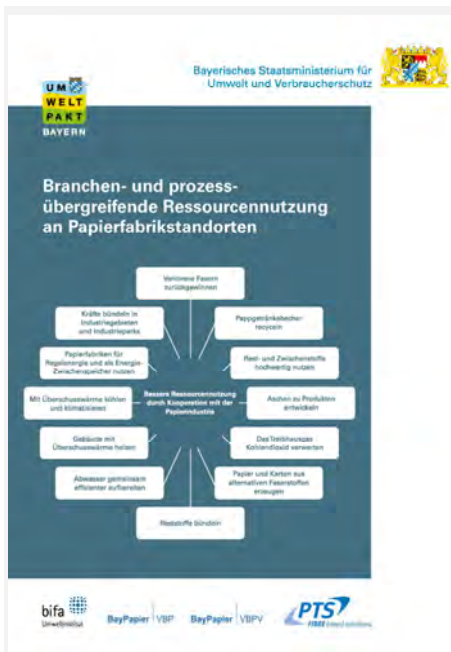 Bayerisches Staatsministerium für
Umwelt und Verbraucherschutz
UM
WELT
PAKT
BAYERN
Branchen- und prozess-
übergreifende Ressourcennutzung
an Papierfabrikstandorten
Verlorene Fasern
zurückgewinnen
Kräfte bündeln in
Industriegebieten
und Industrieparks
Pappgetränkebecher
recyceln
Papierfabriken für
Regelenergie und als Energie-
Zwischenspeicher nutzen
Rest- und Zwischenstoffe
hochwertig nutzen
Mit Überschusswärme kühlen
und klimatisieren
Bessere Ressourcennutzung
durch Kooperation mit der
Papierindustrie
Aschen zu Produkten
entwickeln
Gebäude mit
Überschusswärme heizen
Das Treibhausgas
Kohlendioxid verwerten
Abwasser gemeinsam
effizienter aufbereiten
Papier und Karton aus
alternativen Faserstoffen
erzeugen
Reststoffe bündeln
bifa
Umweltinstitut
BayPapier VBP
BayPapier VBPV
PTS
FIBRE based solutions